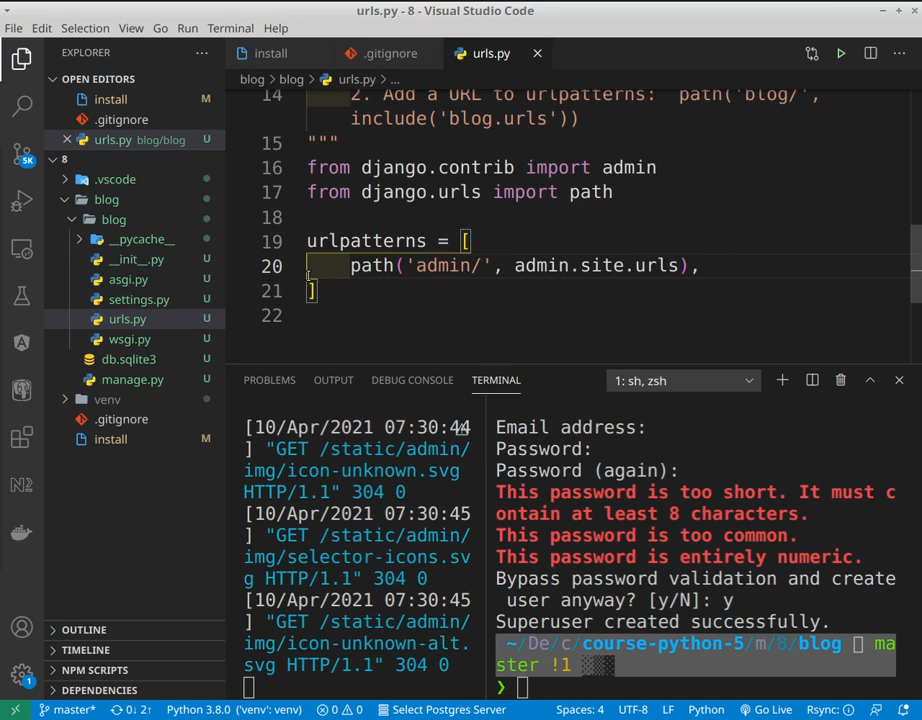 urls.py - 8 - Visual Studio Code
File Edit Selection View Go Run Terminal Help
EXPLORER
OPEN EDITORS
install M
.gitignore
urls.py blog/blog U
8
.vscode
blog
blog
__pycache__
__init__.py U
asgi.py U
settings.py U
urls.py U
wsgi.py U
db.sqlite3 U
manage.py U
venv
.gitignore
install M
OUTLINE
TIMELINE
NPM SCRIPTS
DEPENDENCIES
5K
1
install
.gitignore
urls.py
blog > blog > urls.py > ...
14 2. Add a URL to urlpatterns: path('blog/',
include('blog.urls'))
15 """
16 from django.contrib import admin
17 from django.urls import path
18
19 urlpatterns = [
20 path('admin/', admin.site.urls),
21 ]
22
PROBLEMS OUTPUT DEBUG CONSOLE TERMINAL 1: sh, zsh
[10/Apr/2021 07:30:44
] "GET /static/admin/
img/icon-unknown.svg
HTTP/1.1" 304 0
[10/Apr/2021 07:30:45
] "GET /static/admin/
img/selector-icons.sv
g HTTP/1.1" 304 0
[10/Apr/2021 07:30:45
] "GET /static/admin/
img/icon-unknown-alt.
svg HTTP/1.1" 304 0
Email address:
Password:
Password (again):
This password is too short. It must c
ontain at least 8 characters.
This password is too common.
This password is entirely numeric.
Bypass password validation and create
user anyway? [y/N]: y
Superuser created successfully.
~/De/c/course-python-5/m/8/blog ma
ster !1
❯
master* 0↓ 2↑ Python 3.8.0 ('venv': venv) 0 0 Select Postgres Server Spaces: 4 UTF-8 LF Python Go Live Rsync: